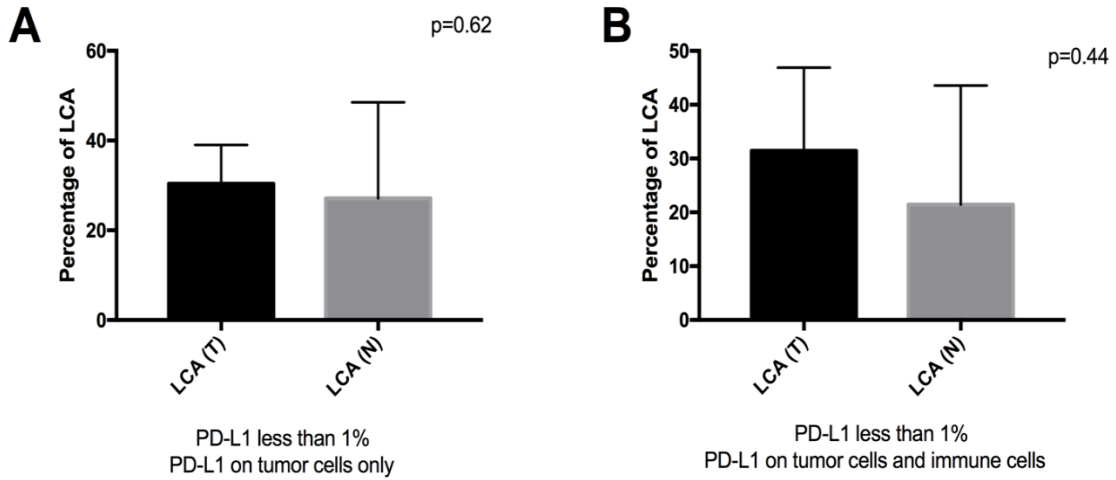 A
p=0.62
Percentage of LCA
60
40
20
0
LCA (T)
LCA (N)
PD-L1 less than 1%
PD-L1 on tumor cells only
B
p=0.44
Percentage of LCA
50
40
30
20
10
0
LCA (T)
LCA (N)
PD-L1 less than 1%
PD-L1 on tumor cells and immune cells